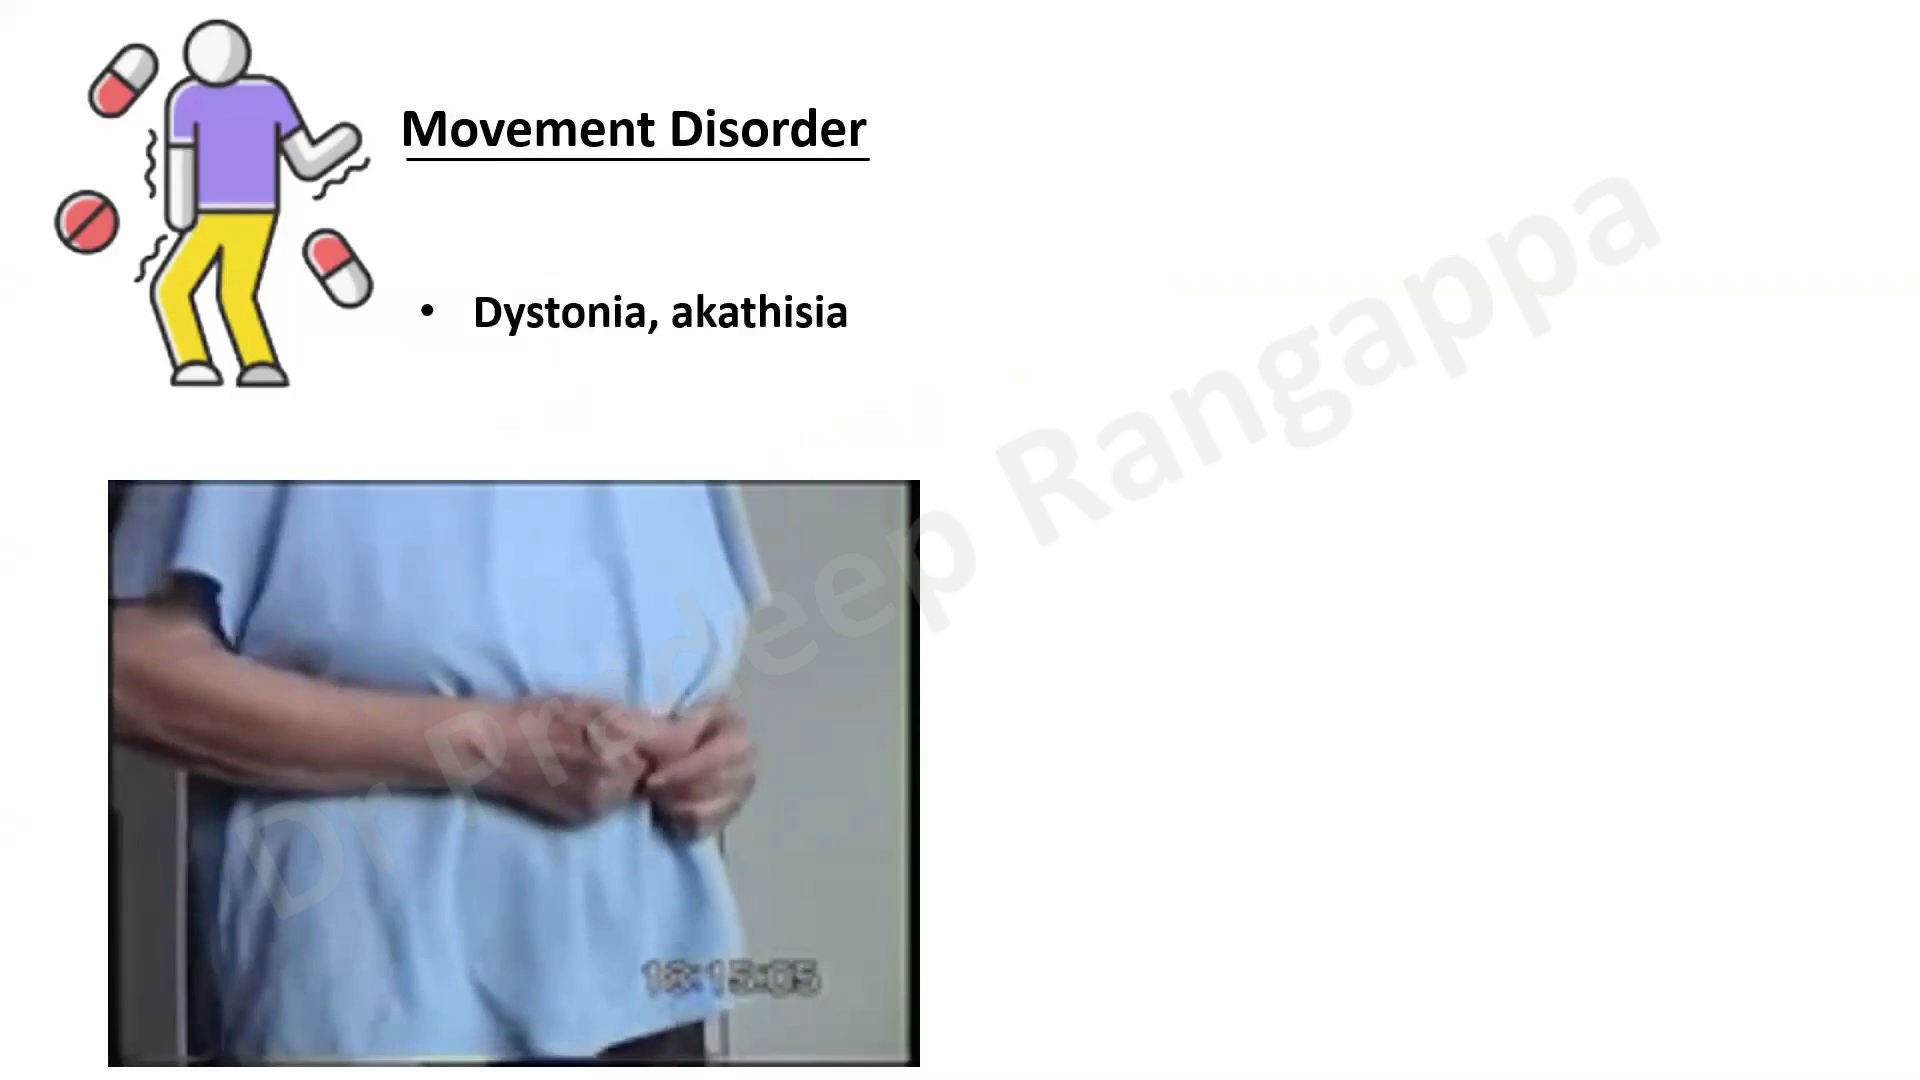 Movement Disorder
• Dystonia, akathisia
Dr Pradeep Rangappa
18:15:05